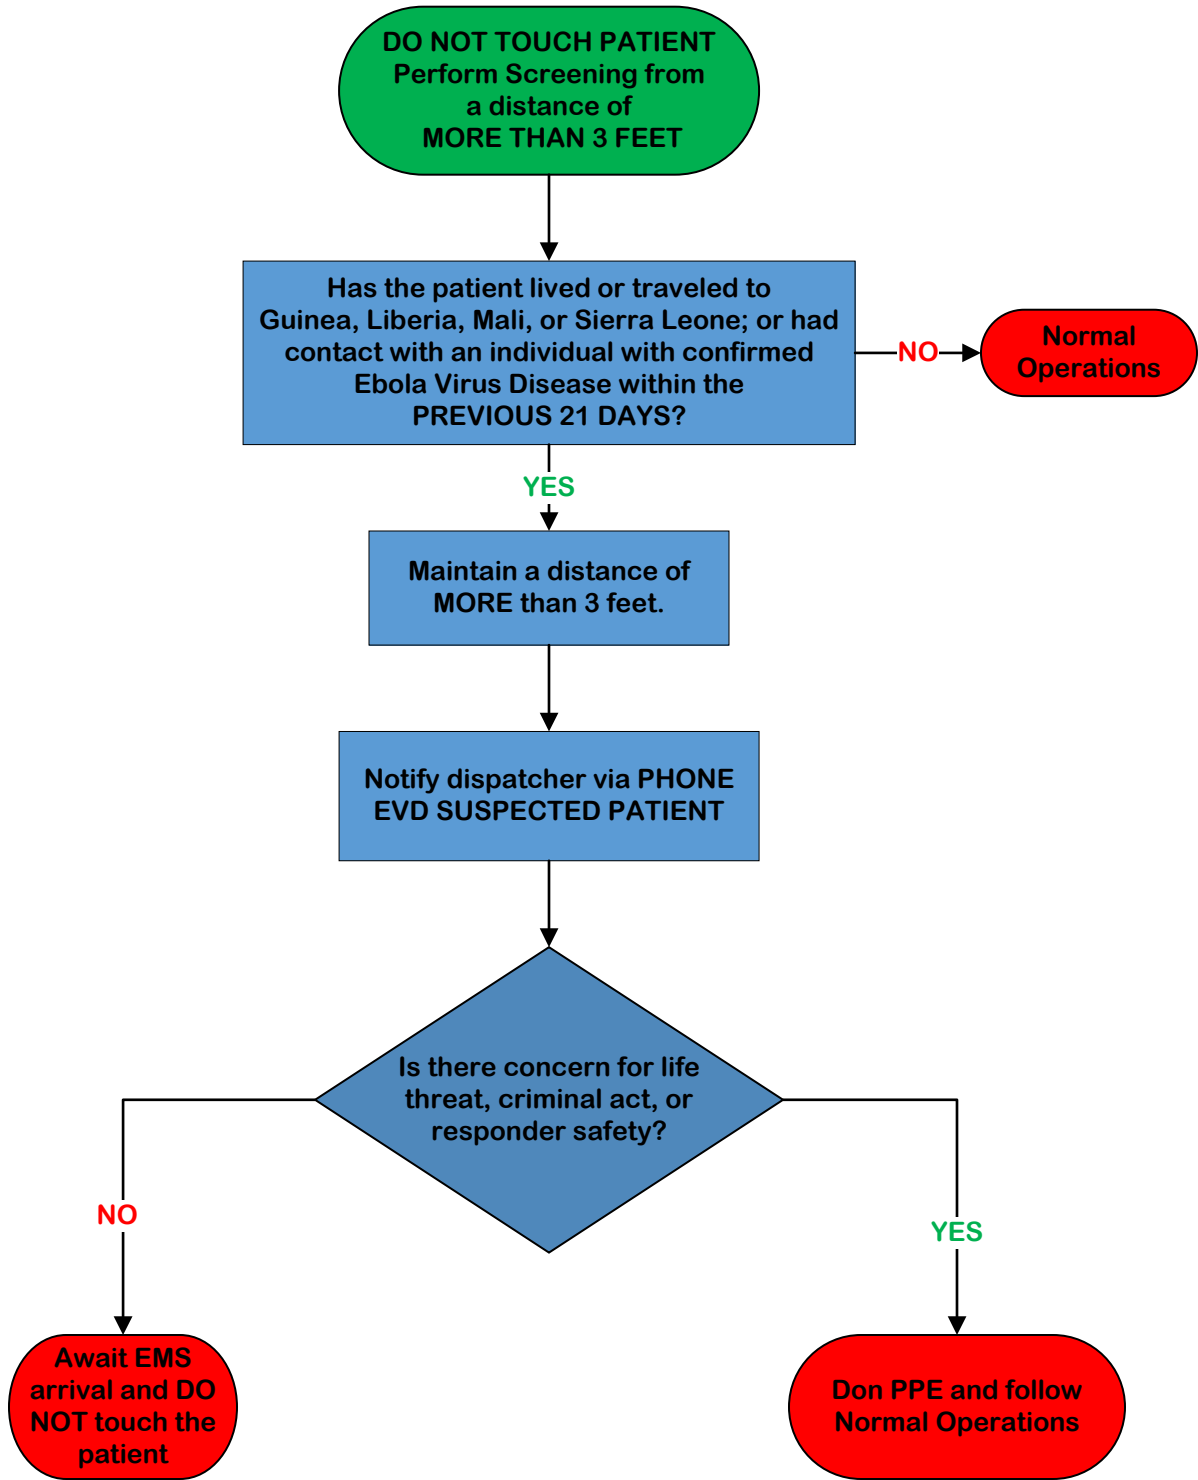 DO NOT TOUCH PATIENT
Perform Screening from
a distance of
MORE THAN 3 FEET
Has the patient lived or traveled to
Guinea, Liberia, Mali, or Sierra Leone; or had
contact with an individual with confirmed
Ebola Virus Disease within the
PREVIOUS 21 DAYS?
NO
Normal
Operations
YES
Maintain a distance of
MORE than 3 feet.
Notify dispatcher via PHONE
EVD SUSPECTED PATIENT
Is there concern for life
threat, criminal act, or
responder safety?
NO
YES
Await EMS
arrival and DO
NOT touch the
patient
Don PPE and follow
Normal Operations